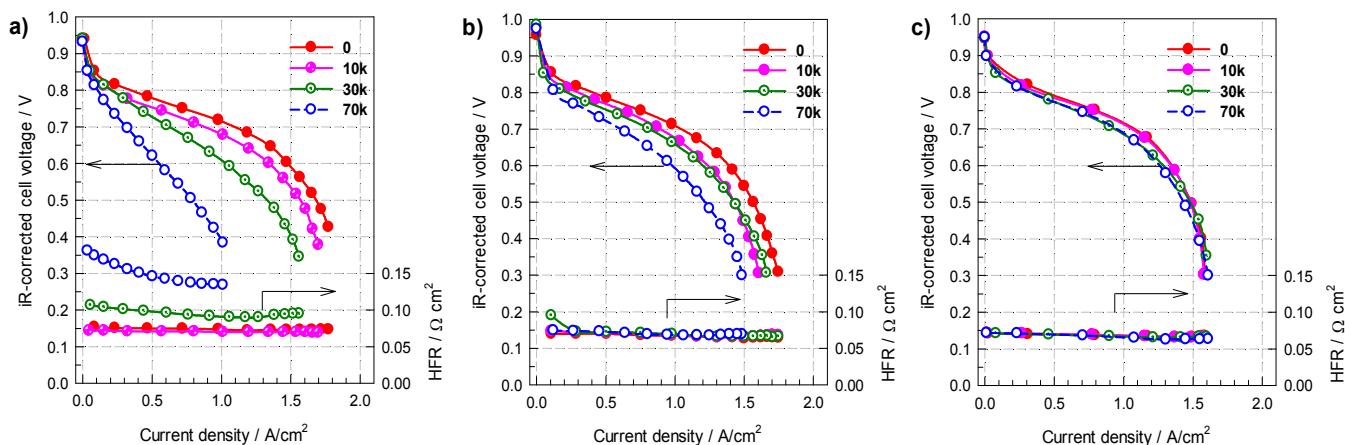 a)
iR-corrected cell voltage / V
1.0
0.9
0.8
0.7
0.6
0.5
0.4
0.3
0.2
0.1
0.0
0
10k
30k
70k
0.15
0.10
0.05
0.00
HFR / Ω cm²
0.0 0.5 1.0 1.5 2.0
Current density / A/cm²
b)
iR-corrected cell voltage / V
1.0
0.9
0.8
0.7
0.6
0.5
0.4
0.3
0.2
0.1
0.0
0
10k
30k
70k
0.15
0.10
0.05
0.00
HFR / Ω cm²
0.0 0.5 1.0 1.5 2.0
Current density / A/cm²
c)
iR-corrected cell voltage / V
1.0
0.9
0.8
0.7
0.6
0.5
0.4
0.3
0.2
0.1
0.0
0
10k
30k
70k
0.15
0.10
0.05
0.00
HFR / Ω cm²
0.0 0.5 1.0 1.5 2.0
Current density / A/cm²